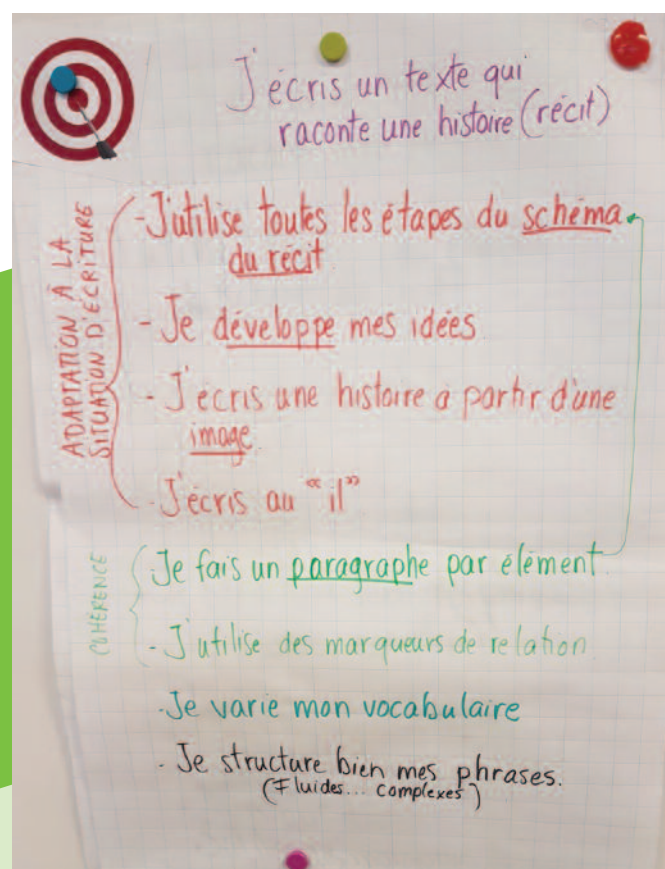 J'écris un texte qui
raconte une histoire (récit)
ADAPTATION À LA
SITUATION D'ÉCRITURE
- J'utilise toutes les étapes du schéma
du récit
- Je développe mes idées
- J'écris une histoire à partir d'une
image
- J'écris au "il"
COHÉRENCE
Je fais un paragraphe par élément
- J'utilise des marqueurs de relation
- Je varie mon vocabulaire
- Je structure bien mes phrases.
(Fluides... complexes)